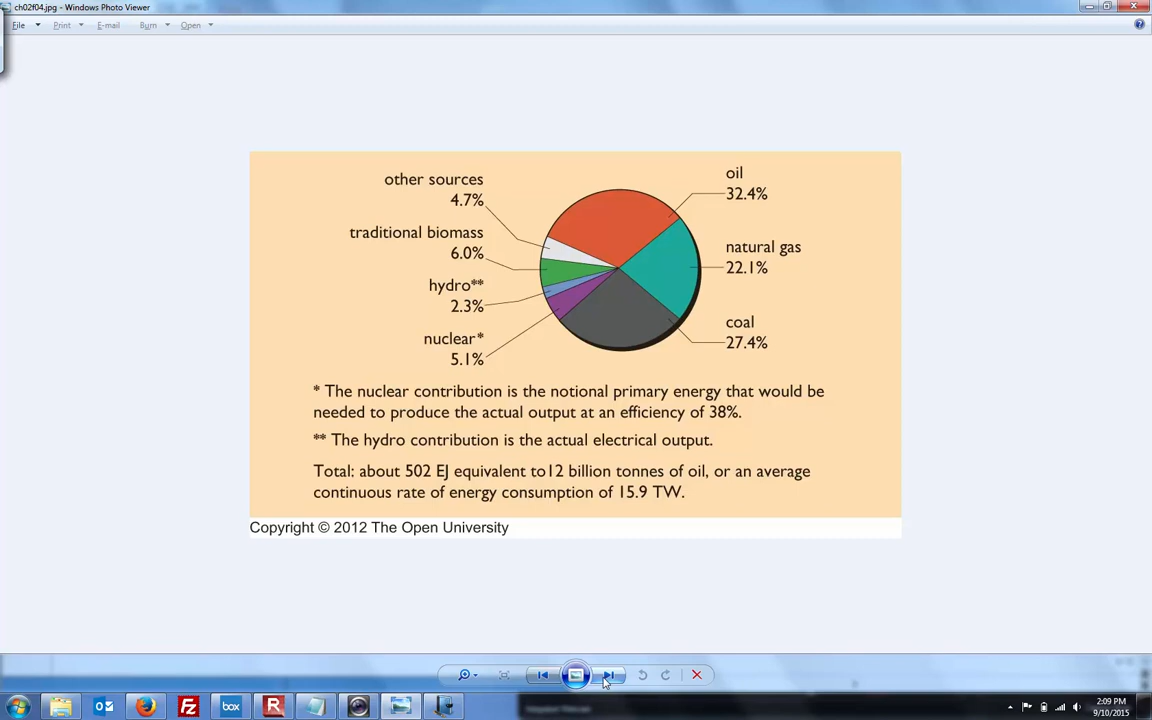 ch02f04.jpg - Windows Photo Viewer
File Print E-mail Burn Open
other sources
4.7%
traditional biomass
6.0%
hydro**
2.3%
nuclear*
5.1%
oil
32.4%
natural gas
22.1%
coal
27.4%
* The nuclear contribution is the notional primary energy that would be
needed to produce the actual output at an efficiency of 38%.
** The hydro contribution is the actual electrical output.
Total: about 502 EJ equivalent to12 billion tonnes of oil, or an average
continuous rate of energy consumption of 15.9 TW.
Copyright © 2012 The Open University
box
2:09 PM
9/10/2015